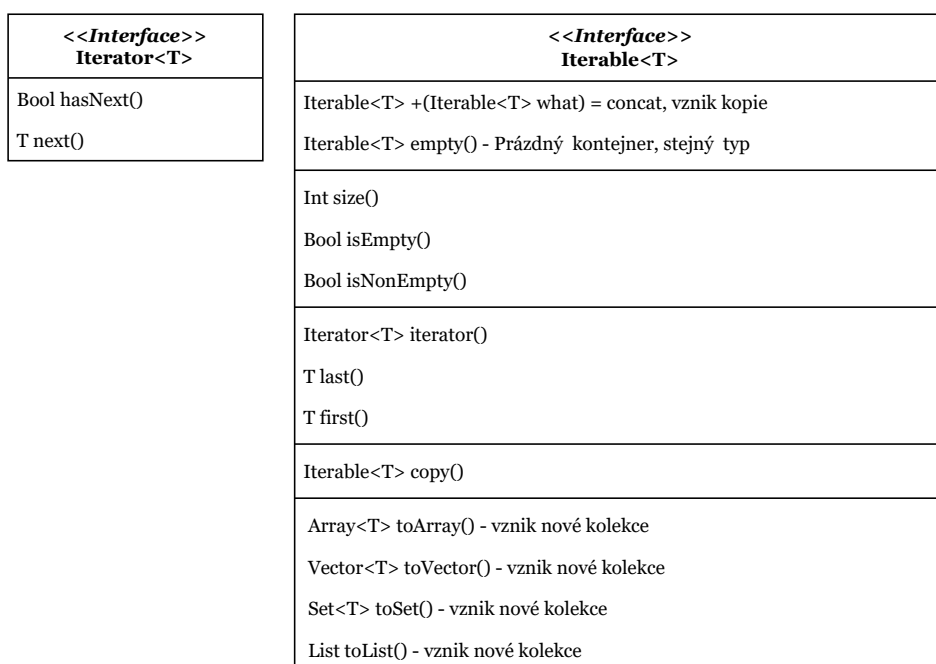 <<Interface>>
Iterator<T>
Bool hasNext()
T next()
<<Interface>>
Iterable<T>
Iterable<T> +(Iterable<T> what) = concat, vznik kopie
Iterable<T> empty() - Prázdný kontejner, stejný typ
Int size()
Bool isEmpty()
Bool isNonEmpty()
Iterator<T> iterator()
T last()
T first()
Iterable<T> copy()
Array<T> toArray() - vznik nové kolekce
Vector<T> toVector() - vznik nové kolekce
Set<T> toSet() - vznik nové kolekce
List toList() - vznik nové kolekce